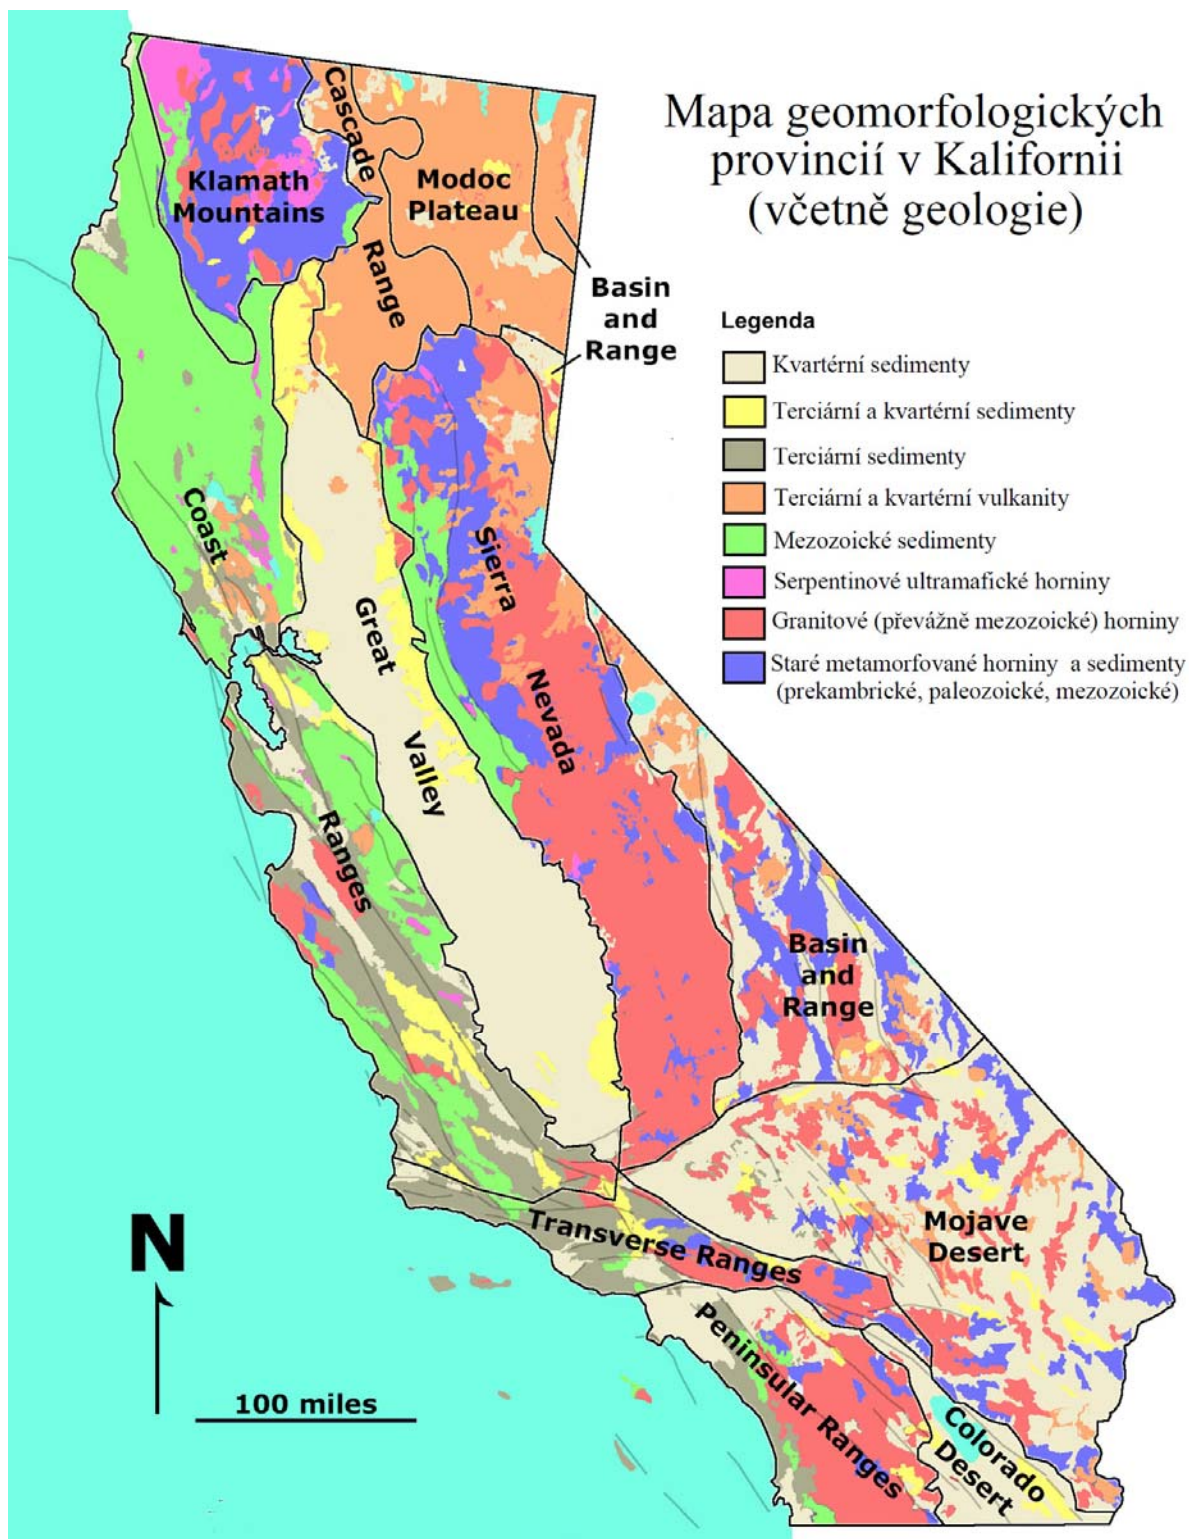 Mapa geomorfologických
provincií v Kalifornii
(včetně geologie)
Legenda
Kvartérní sedimenty
Terciární a kvartérní sedimenty
Terciární sedimenty
Terciární a kvartérní vulkanity
Mezozoické sedimenty
Serpentinové ultramafické horniny
Granitové (převážně mezozoické) horniny
Staré metamorfované horniny a sedimenty
(prekambrické, paleozoické, mezozoické)
Klamath
Mountains
Cascade
Range
Modoc
Plateau
Basin
and
Range
Coast
Ranges
Great
Valley
Sierra
Nevada
Basin
and
Range
Mojave
Desert
Transverse Ranges
Peninsular Ranges
Colorado
Desert
N
100 miles